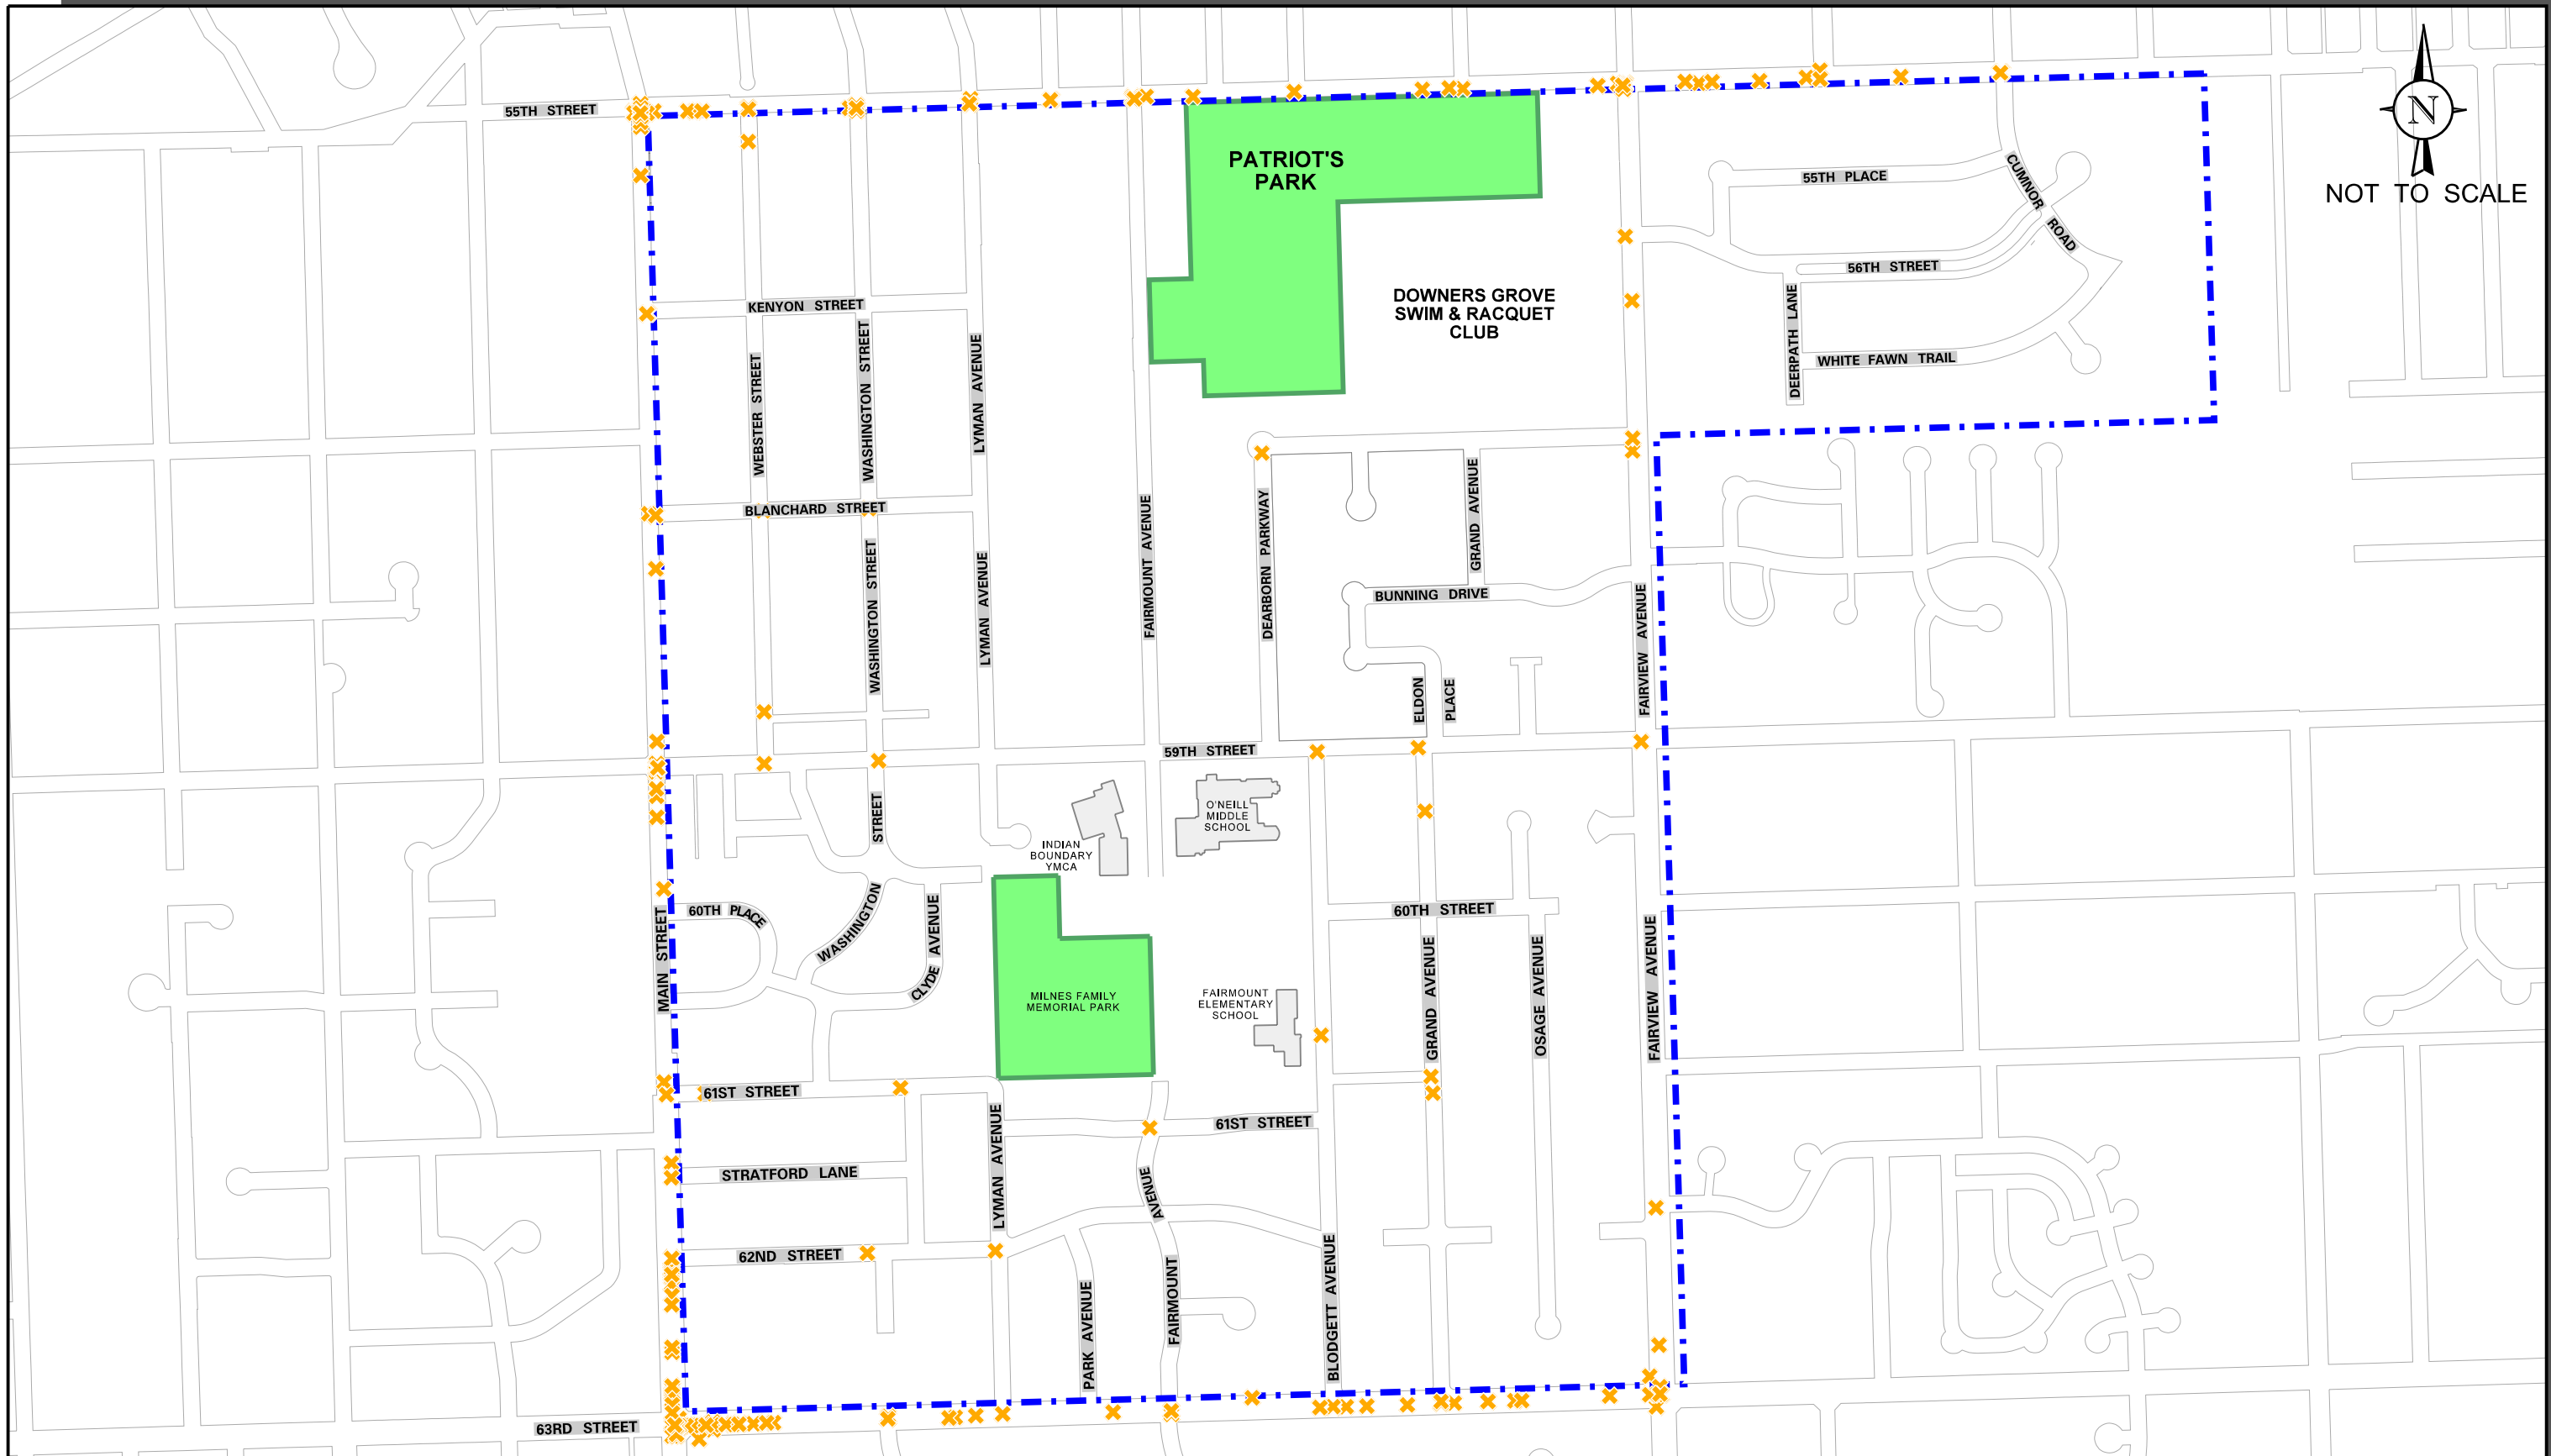 55TH STREET
N
NOT TO SCALE
PATRIOT'S
PARK
55TH PLACE
CUMNOR
ROAD
56TH STREET
DEERPATH LANE
WHITE FAWN TRAIL
DOWNERS GROVE
SWIM & RACQUET
CLUB
KENYON STREET
WEBSTER STREET
WASHINGTON STREET
LYMAN AVENUE
BLANCHARD STREET
WASHINGTON STREET
LYMAN AVENUE
FAIRMOUNT AVENUE
DEARBORN PARKWAY
GRAND AVENUE
BUNNING DRIVE
FAIRVIEW AVENUE
ELDON
PLACE
59TH STREET
STREET
INDIAN
BOUNDARY
YMCA
O'NEILL
MIDDLE
SCHOOL
60TH PLACE
MAIN STREET
WASHINGTON
CLYDE AVENUE
60TH STREET
GRAND AVENUE
OSAGE AVENUE
FAIRVIEW AVENUE
MILNES FAMILY
MEMORIAL PARK
FAIRMOUNT
ELEMENTARY
SCHOOL
61ST STREET
LYMAN AVENUE
61ST STREET
STRATFORD LANE
AVENUE
62ND STREET
PARK AVENUE
FAIRMOUNT
BLODGETT AVENUE
63RD STREET